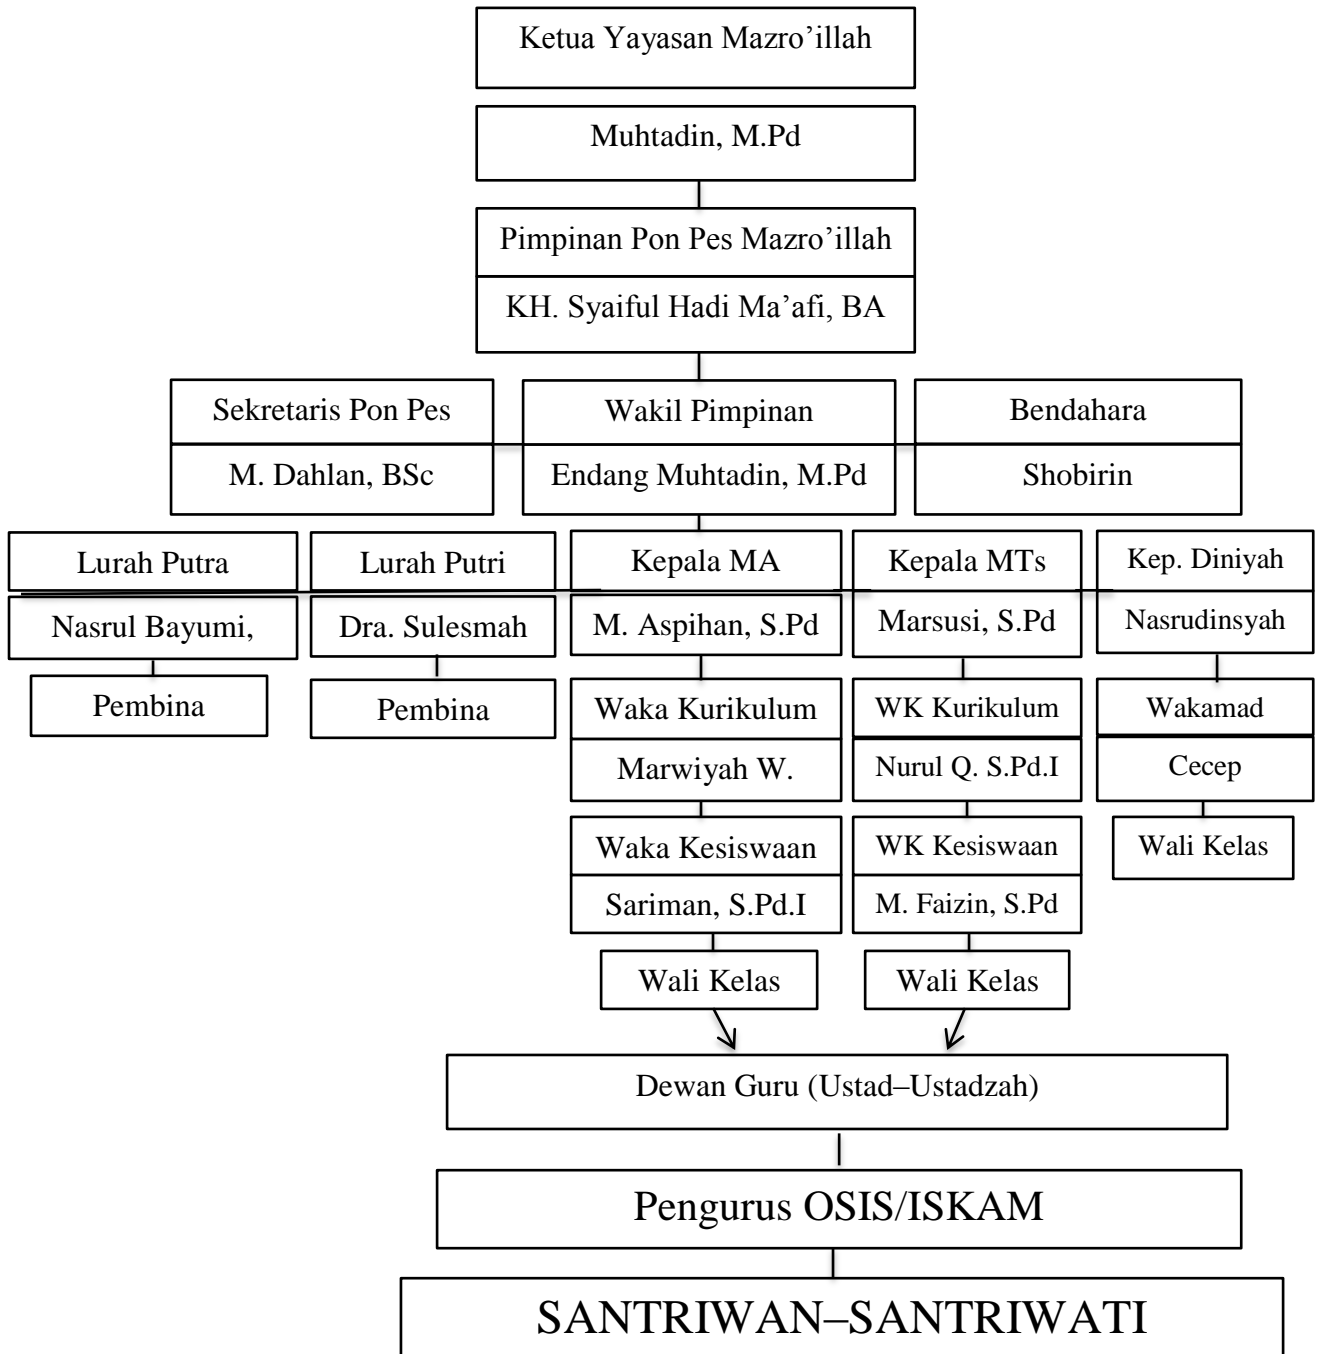 Ketua Yayasan Mazro’illah
Muhtadin, M.Pd
Pimpinan Pon Pes Mazro’illah
KH. Syaiful Hadi Ma’afi, BA
Sekretaris Pon Pes
Wakil Pimpinan
Bendahara
M. Dahlan, BSc
Endang Muhtadin, M.Pd
Shobirin
Lurah Putra
Lurah Putri
Kepala MA
Kepala MTs
Kep. Diniyah
Nasrul Bayumi,
Dra. Sulesmah
M. Aspihan, S.Pd
Marsusi, S.Pd
Nasrudinsyah
Pembina
Pembina
Waka Kurikulum
WK Kurikulum
Wakamad
Marwiyah W.
Nurul Q. S.Pd.I
Cecep
Waka Kesiswaan
WK Kesiswaan
Wali Kelas
Sariman, S.Pd.I
M. Faizin, S.Pd
Wali Kelas
Wali Kelas
Dewan Guru (Ustad–Ustadzah)
Pengurus OSIS/ISKAM
SANTRIWAN–SANTRIWATI